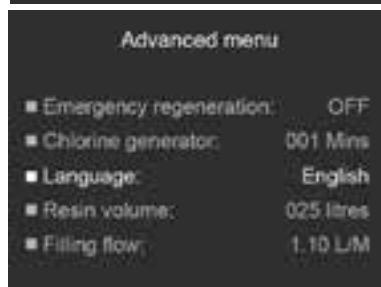 Advanced menu
Emergency regeneration: OFF
Chlorine generator: 001 Mins
Language: English
Resin volume: 025 litres
Filling flow: 1.10 L/M